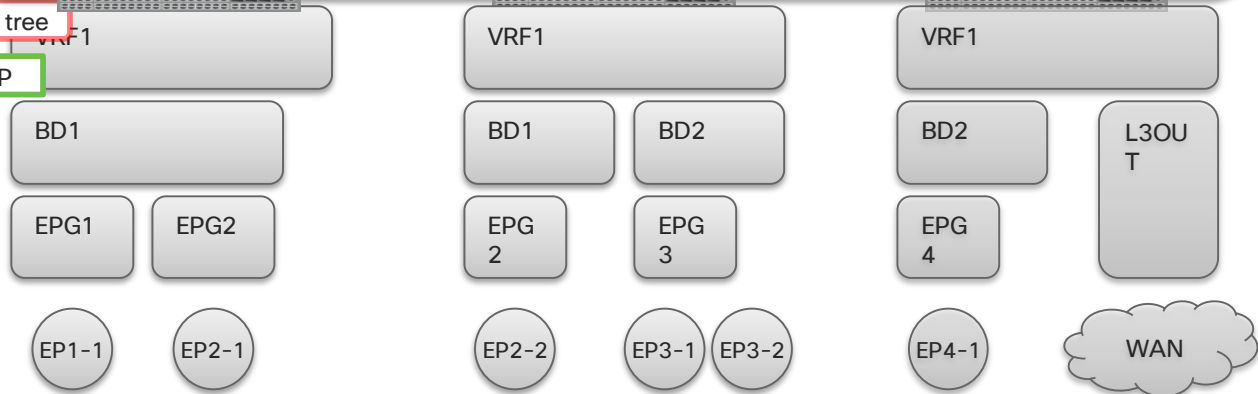 tree
VRF1
VRF1
VRF1
P
BD1
BD1
BD2
BD2
L3OU
T
EPG1
EPG2
EPG
2
EPG
3
EPG
4
EP1-1
EP2-1
EP2-2
EP3-1
EP3-2
EP4-1
WAN